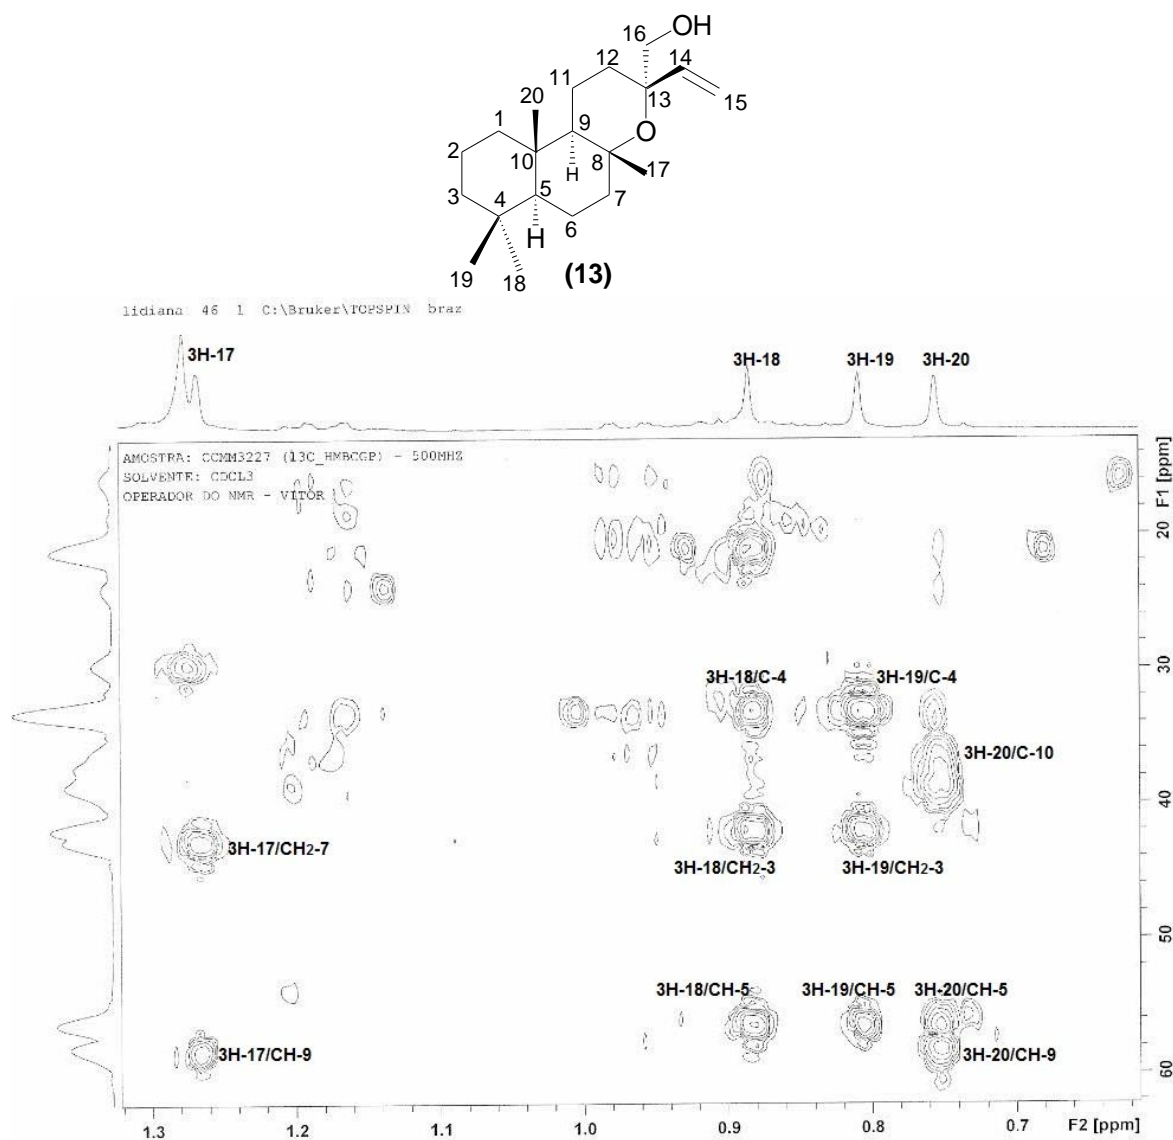 16 OH
12 14
11
20 13 15
1 9 O
2 10 8 17
3 4 5 H 7
6
H
19 18 (13)
lidiana 46 1 C:\Bruker\TOPSPIN braz
3H-17 3H-18 3H-19 3H-20
AMOSTRA: CCMM3227 (13C_HMBCGP) - 500MHZ
SOLVENTE: CDCL3
OPERADOR DO NMR - VITOR
3H-18/C-4 3H-19/C-4
3H-20/C-10
3H-17/CH2-7
3H-18/CH2-3 3H-19/CH2-3
3H-18/CH-5 3H-19/CH-5 3H-20/CH-5
3H-17/CH-9 3H-20/CH-9
F1 [ppm]
20
30
40
50
60
1.3 1.2 1.1 1.0 0.9 0.8 0.7 F2 [ppm]